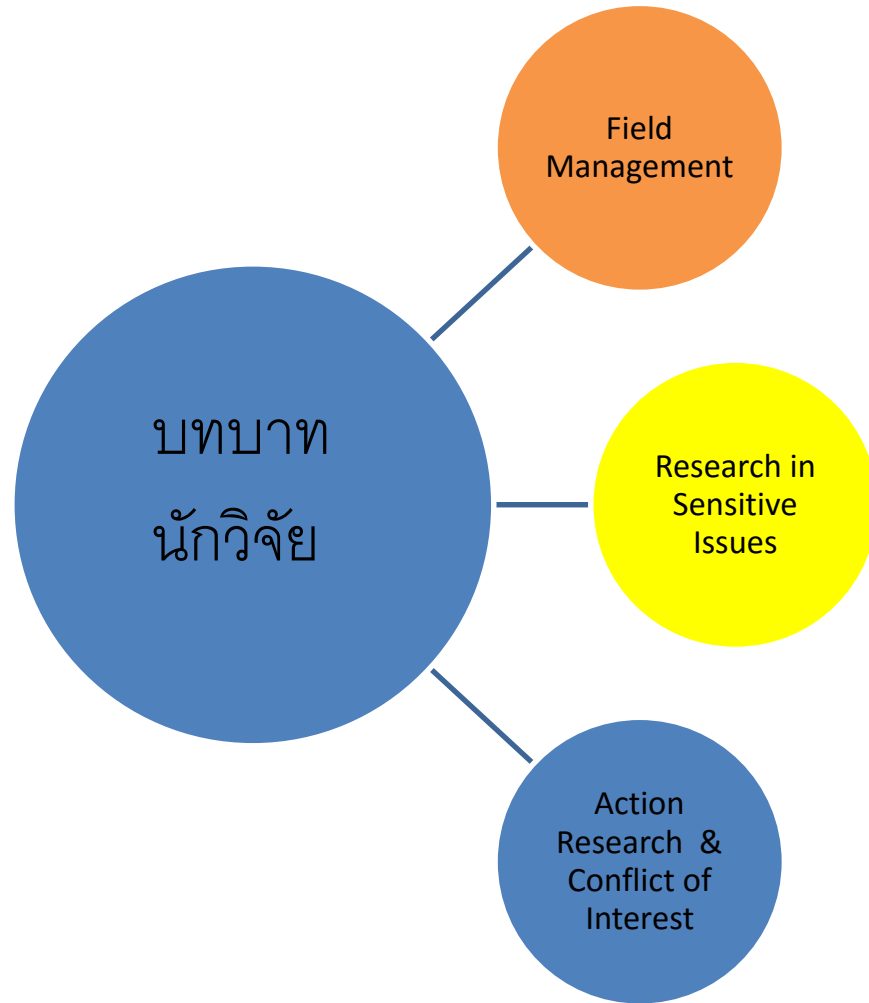 บทบาท
นักวิจัย
Field
Management
Research in
Sensitive
Issues
Action
Research &
Conflict of
Interest